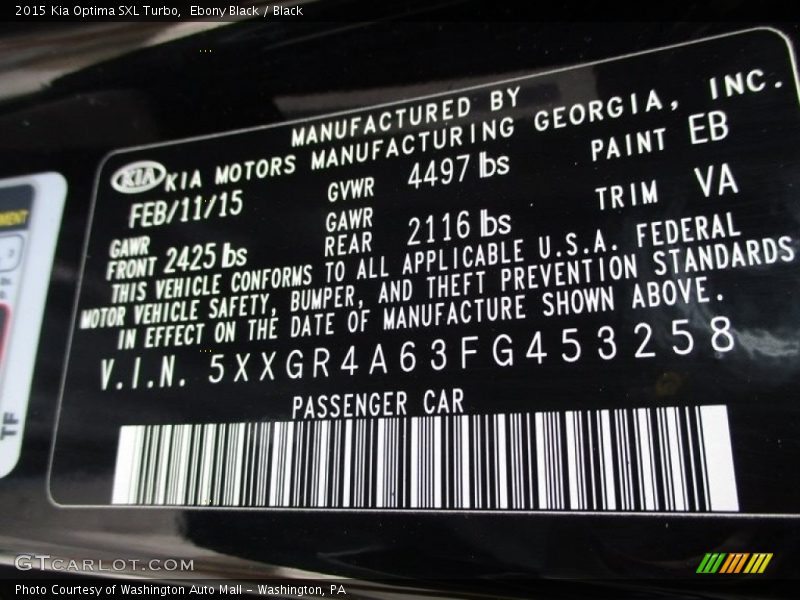 2015 Kia Optima SXL Turbo,  Ebony Black / Black
MANUFACTURED BY
KIA KIA MOTORS MANUFACTURING GEORGIA, INC.
FEB/11/15 GVWR 4497 lbs PAINT EB
GAWR FRONT 2425 lbs GAWR REAR 2116 lbs TRIM VA
THIS VEHICLE CONFORMS TO ALL APPLICABLE U.S.A. FEDERAL
MOTOR VEHICLE SAFETY, BUMPER, AND THEFT PREVENTION STANDARDS
IN EFFECT ON THE DATE OF MANUFACTURE SHOWN ABOVE.
V.I.N. 5XXGR4A63FG453258
PASSENGER CAR
TF
GTCARLOT.COM
Photo Courtesy of Washington Auto Mall - Washington, PA